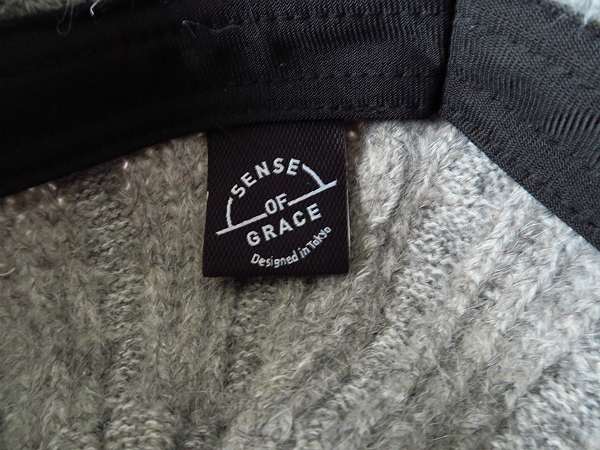 SENSE
OF
GRACE
Designed in Tokyo